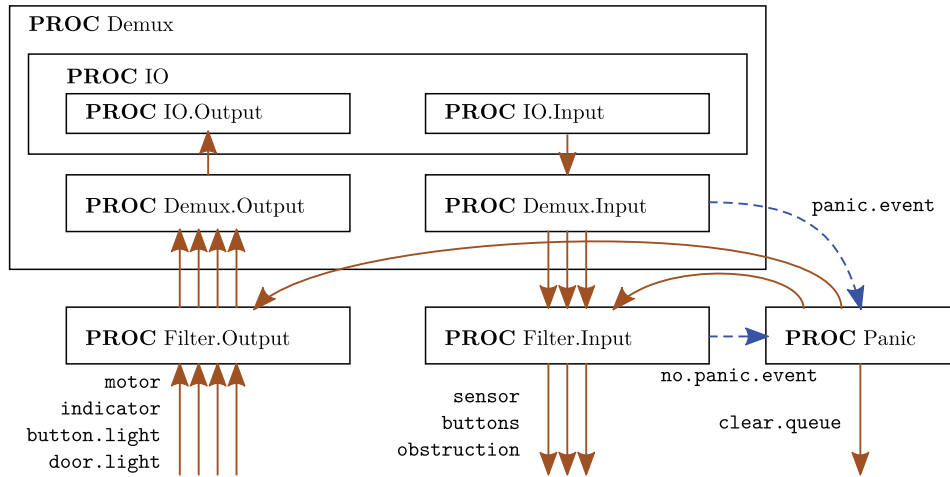 PROC Demux
PROC IO
PROC IO.Output
PROC IO.Input
PROC Demux.Output
PROC Demux.Input
panic.event
PROC Filter.Output
PROC Filter.Input
PROC Panic
no.panic.event
motor
indicator
button.light
door.light
sensor
buttons
obstruction
clear.queue